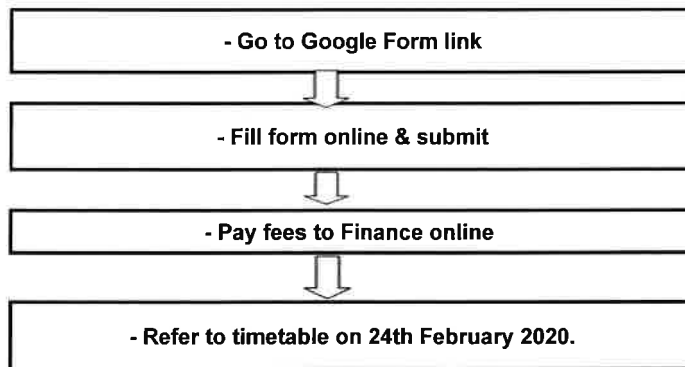 - Go to Google Form link
- Fill form online & submit
- Pay fees to Finance online
- Refer to timetable on 24th February 2020.